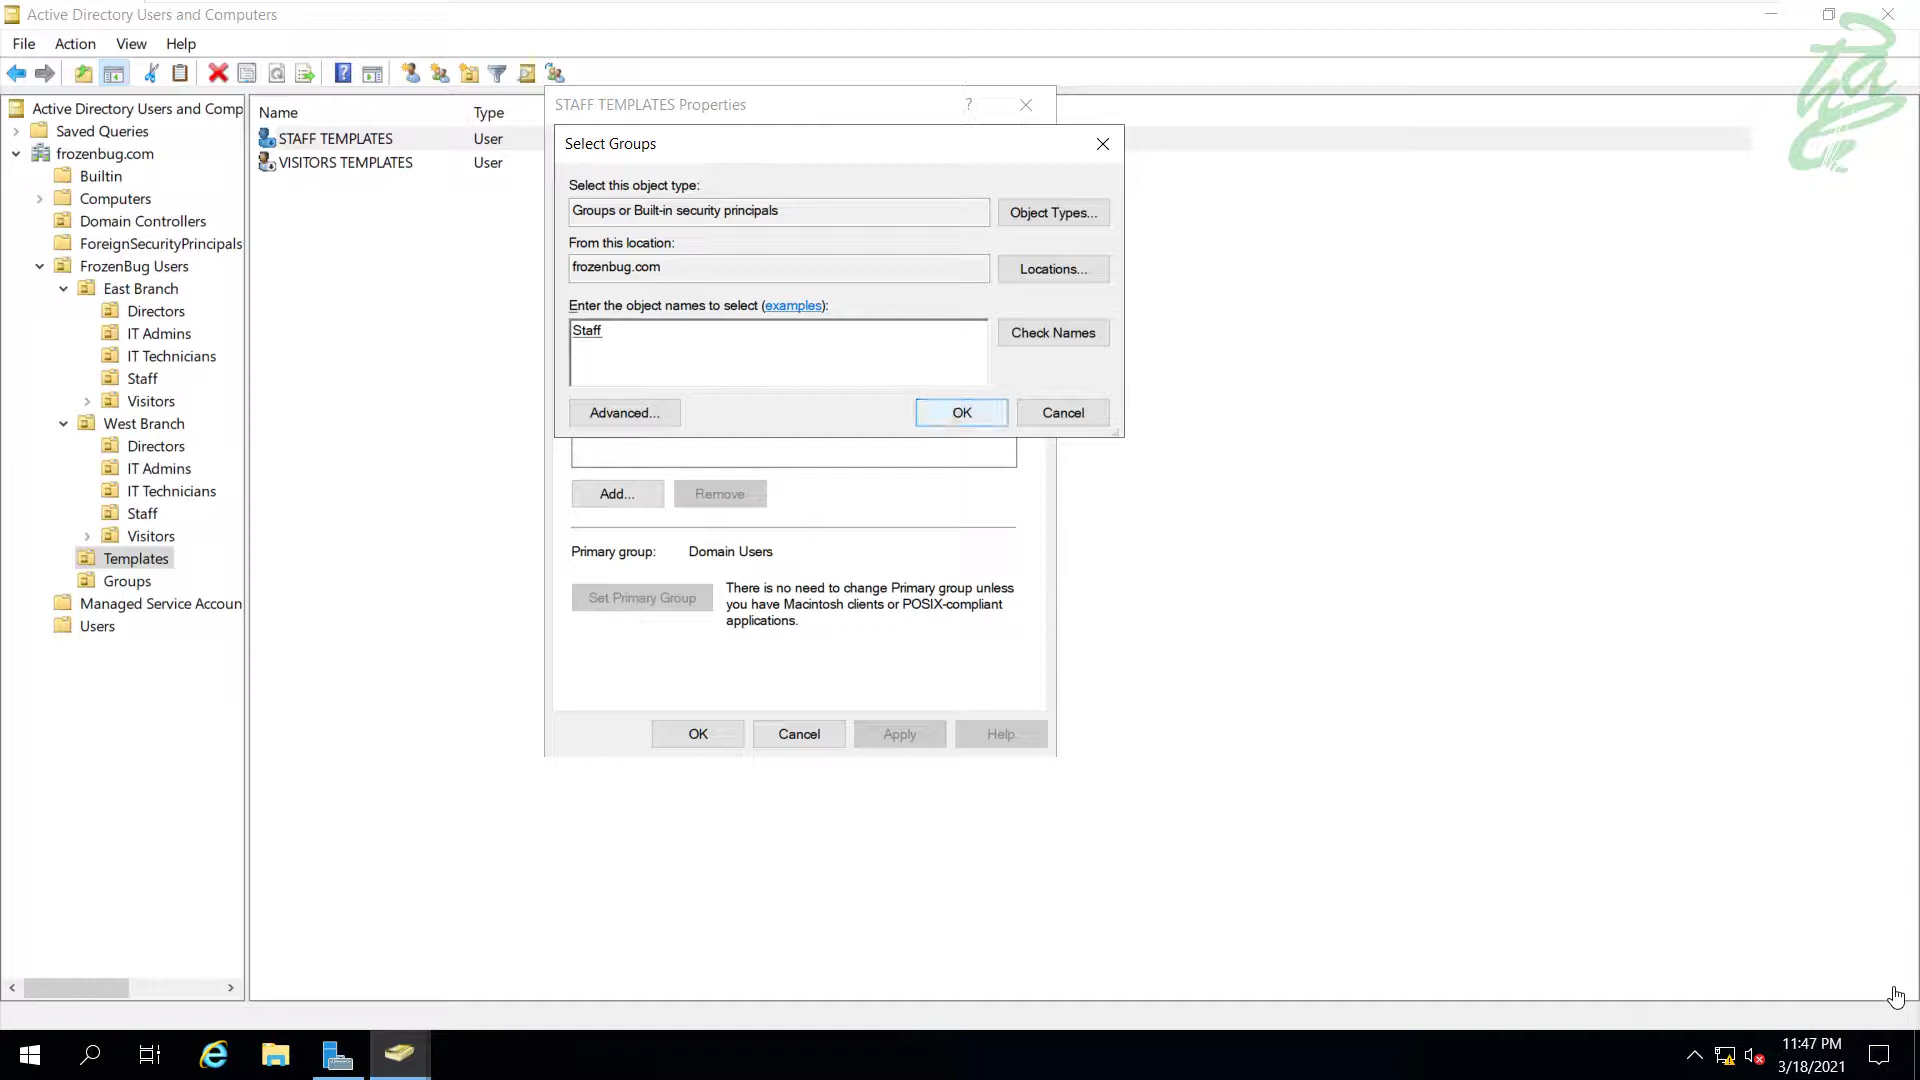 Active Directory Users and Computers
File Action View Help
Active Directory Users and Comp
Saved Queries
frozenbug.com
Builtin
Computers
Domain Controllers
ForeignSecurityPrincipals
FrozenBug Users
East Branch
Directors
IT Admins
IT Technicians
Staff
Visitors
West Branch
Directors
IT Admins
IT Technicians
Staff
Visitors
Templates
Groups
Managed Service Accoun
Users
Name Type
STAFF TEMPLATES User
VISITORS TEMPLATES User
STAFF TEMPLATES Properties
Select Groups
Select this object type:
Groups or Built-in security principals
Object Types...
From this location:
frozenbug.com
Locations...
Enter the object names to select (examples):
Staff
Check Names
Advanced... OK Cancel
Add... Remove
Primary group: Domain Users
Set Primary Group
There is no need to change Primary group unless
you have Macintosh clients or POSIX-compliant
applications.
OK Cancel Apply Help
11:47 PM
3/18/2021